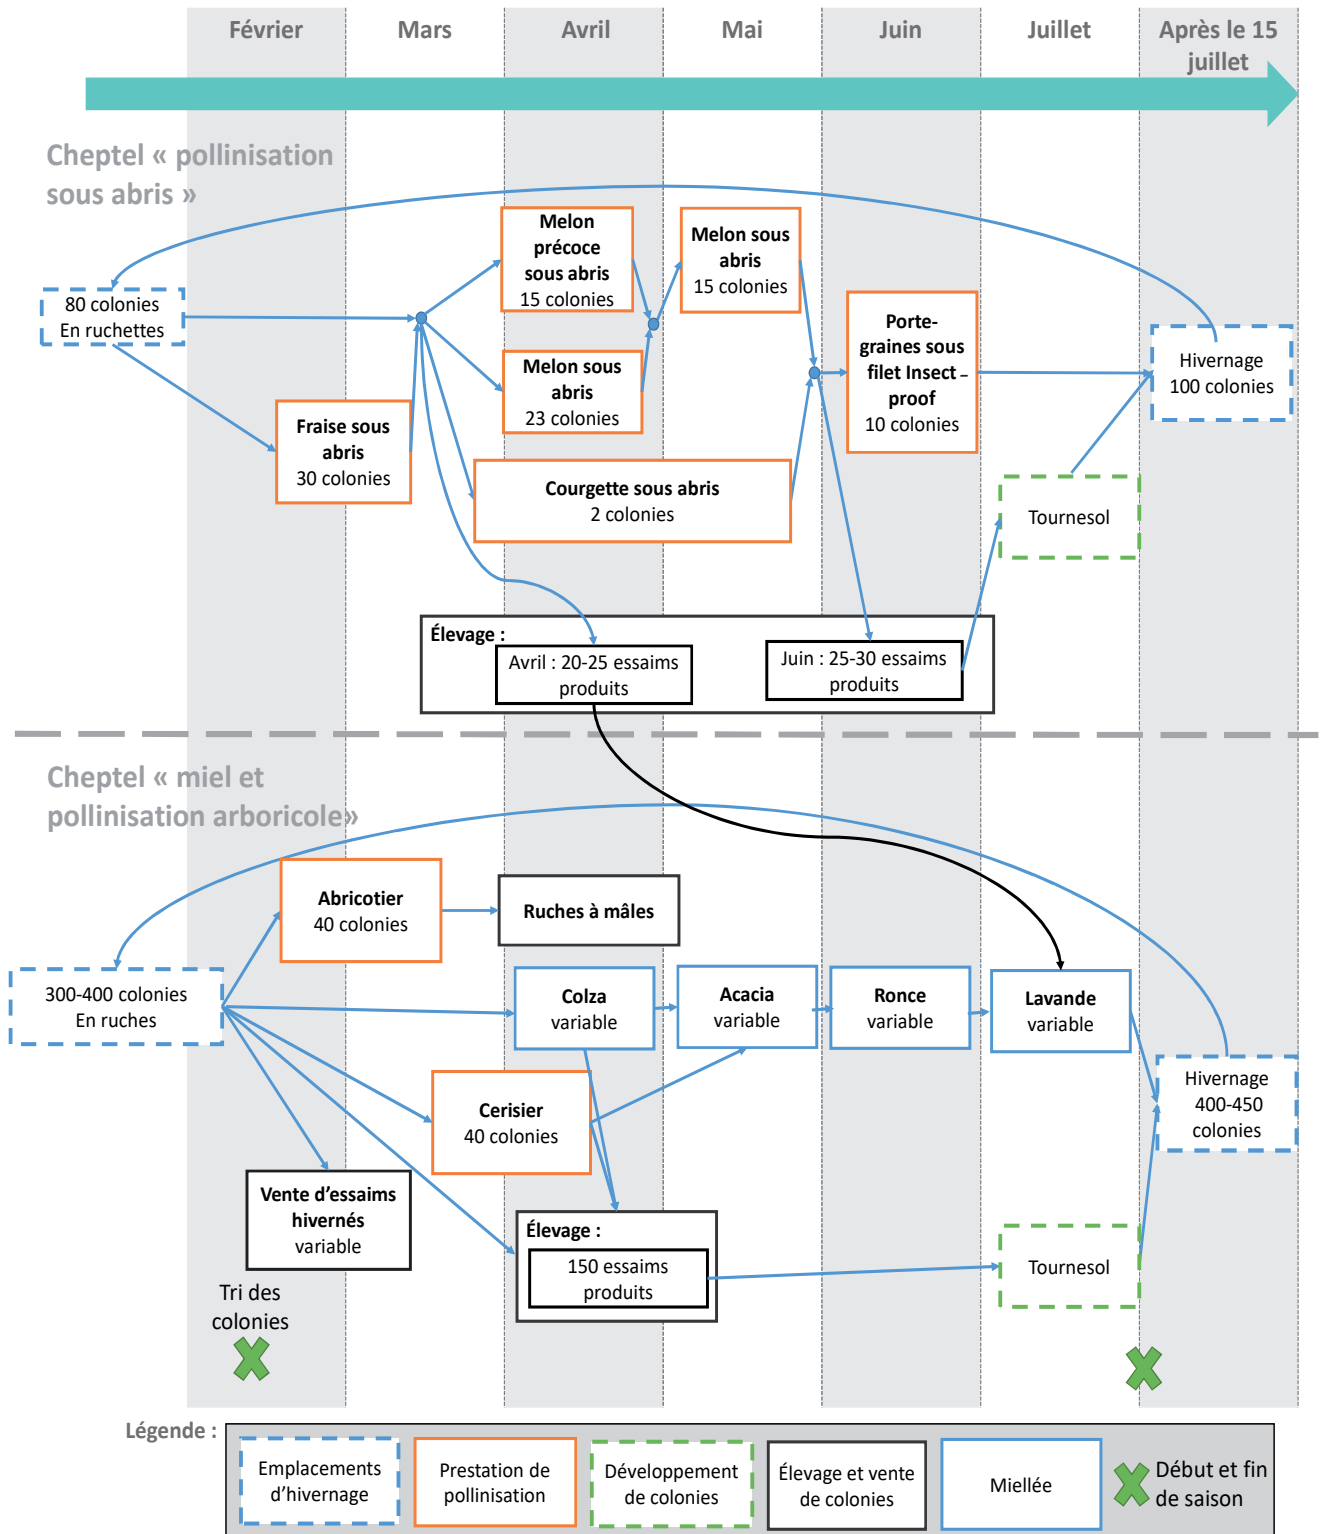 Février
Mars
Avril
Mai
Juin
Juillet
Après le 15
juillet
Cheptel « pollinisation
sous abris »
80 colonies
En ruchettes
Fraise sous
abris
30 colonies
Melon
précoce
sous abris
15 colonies
Melon sous
abris
23 colonies
Melon sous
abris
15 colonies
Courgette sous abris
2 colonies
Porte-
graines sous
filet Insect –
proof
10 colonies
Hivernage
100 colonies
Tournesol
Élevage :
Avril : 20-25 essaims
produits
Juin : 25-30 essaims
produits
Cheptel « miel et
pollinisation arboricole»
300-400 colonies
En ruches
Abricotier
40 colonies
Ruches à mâles
Colza
variable
Acacia
variable
Ronce
variable
Lavande
variable
Cerisier
40 colonies
Hivernage
400-450
colonies
Vente d’essaims
hivernés
variable
Élevage :
150 essaims
produits
Tournesol
Tri des
colonies
Légende :
Emplacements
d’hivernage
Prestation de
pollinisation
Développement
de colonies
Élevage et vente
de colonies
Miellée
Début et fin
de saison